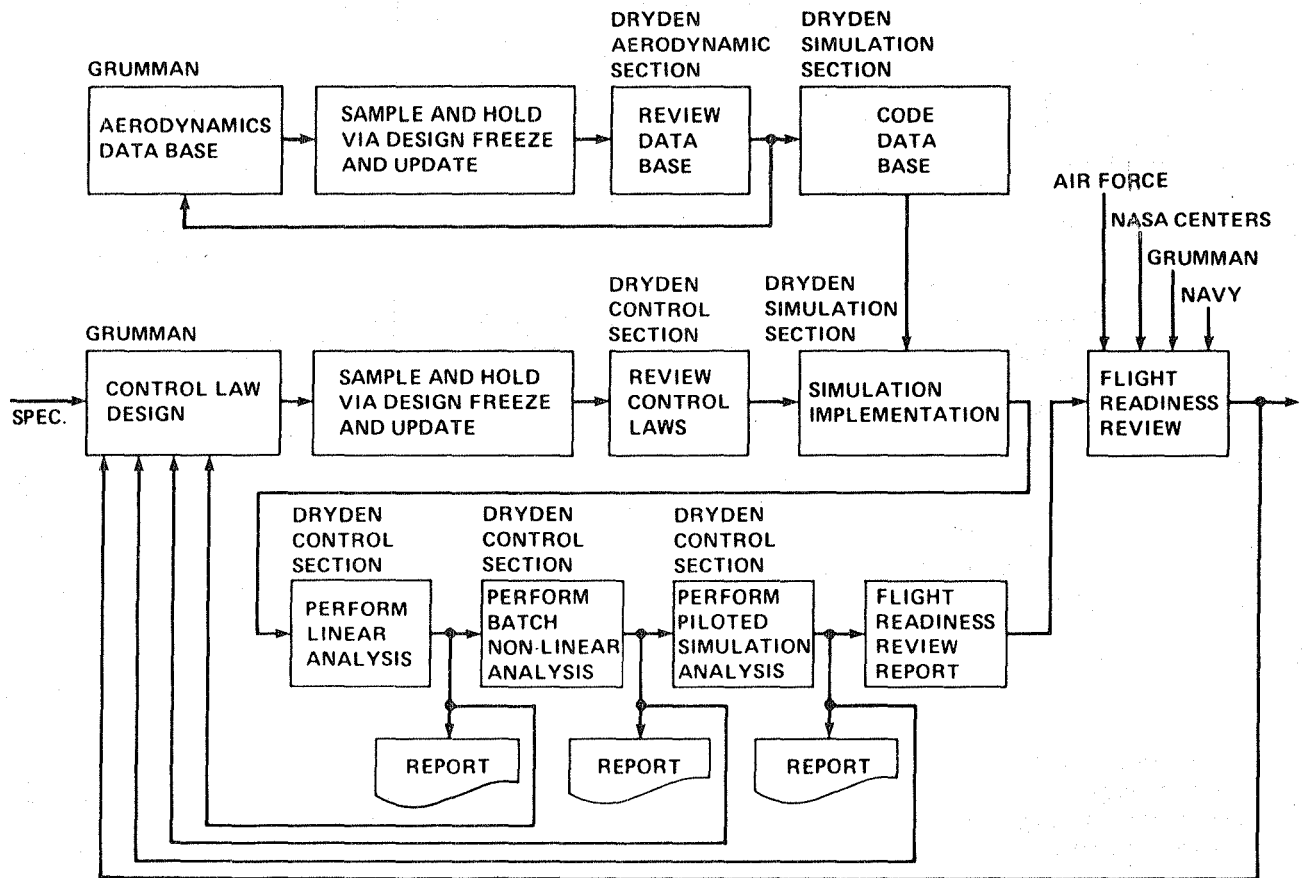 DRYDEN
AERODYNAMIC
SECTION
DRYDEN
SIMULATION
SECTION
GRUMMAN
AERODYNAMICS
DATA BASE
SAMPLE AND HOLD
VIA DESIGN FREEZE
AND UPDATE
REVIEW
DATA
BASE
CODE
DATA
BASE
AIR FORCE
NASA CENTERS
GRUMMAN
NAVY
DRYDEN
CONTROL
SECTION
DRYDEN
SIMULATION
SECTION
GRUMMAN
SPEC.
CONTROL LAW
DESIGN
SAMPLE AND HOLD
VIA DESIGN FREEZE
AND UPDATE
REVIEW
CONTROL
LAWS
SIMULATION
IMPLEMENTATION
FLIGHT
READINESS
REVIEW
DRYDEN
CONTROL
SECTION
DRYDEN
CONTROL
SECTION
DRYDEN
CONTROL
SECTION
PERFORM
LINEAR
ANALYSIS
PERFORM
BATCH
NON-LINEAR
ANALYSIS
PERFORM
PILOTED
SIMULATION
ANALYSIS
FLIGHT
READINESS
REVIEW
REPORT
REPORT
REPORT
REPORT